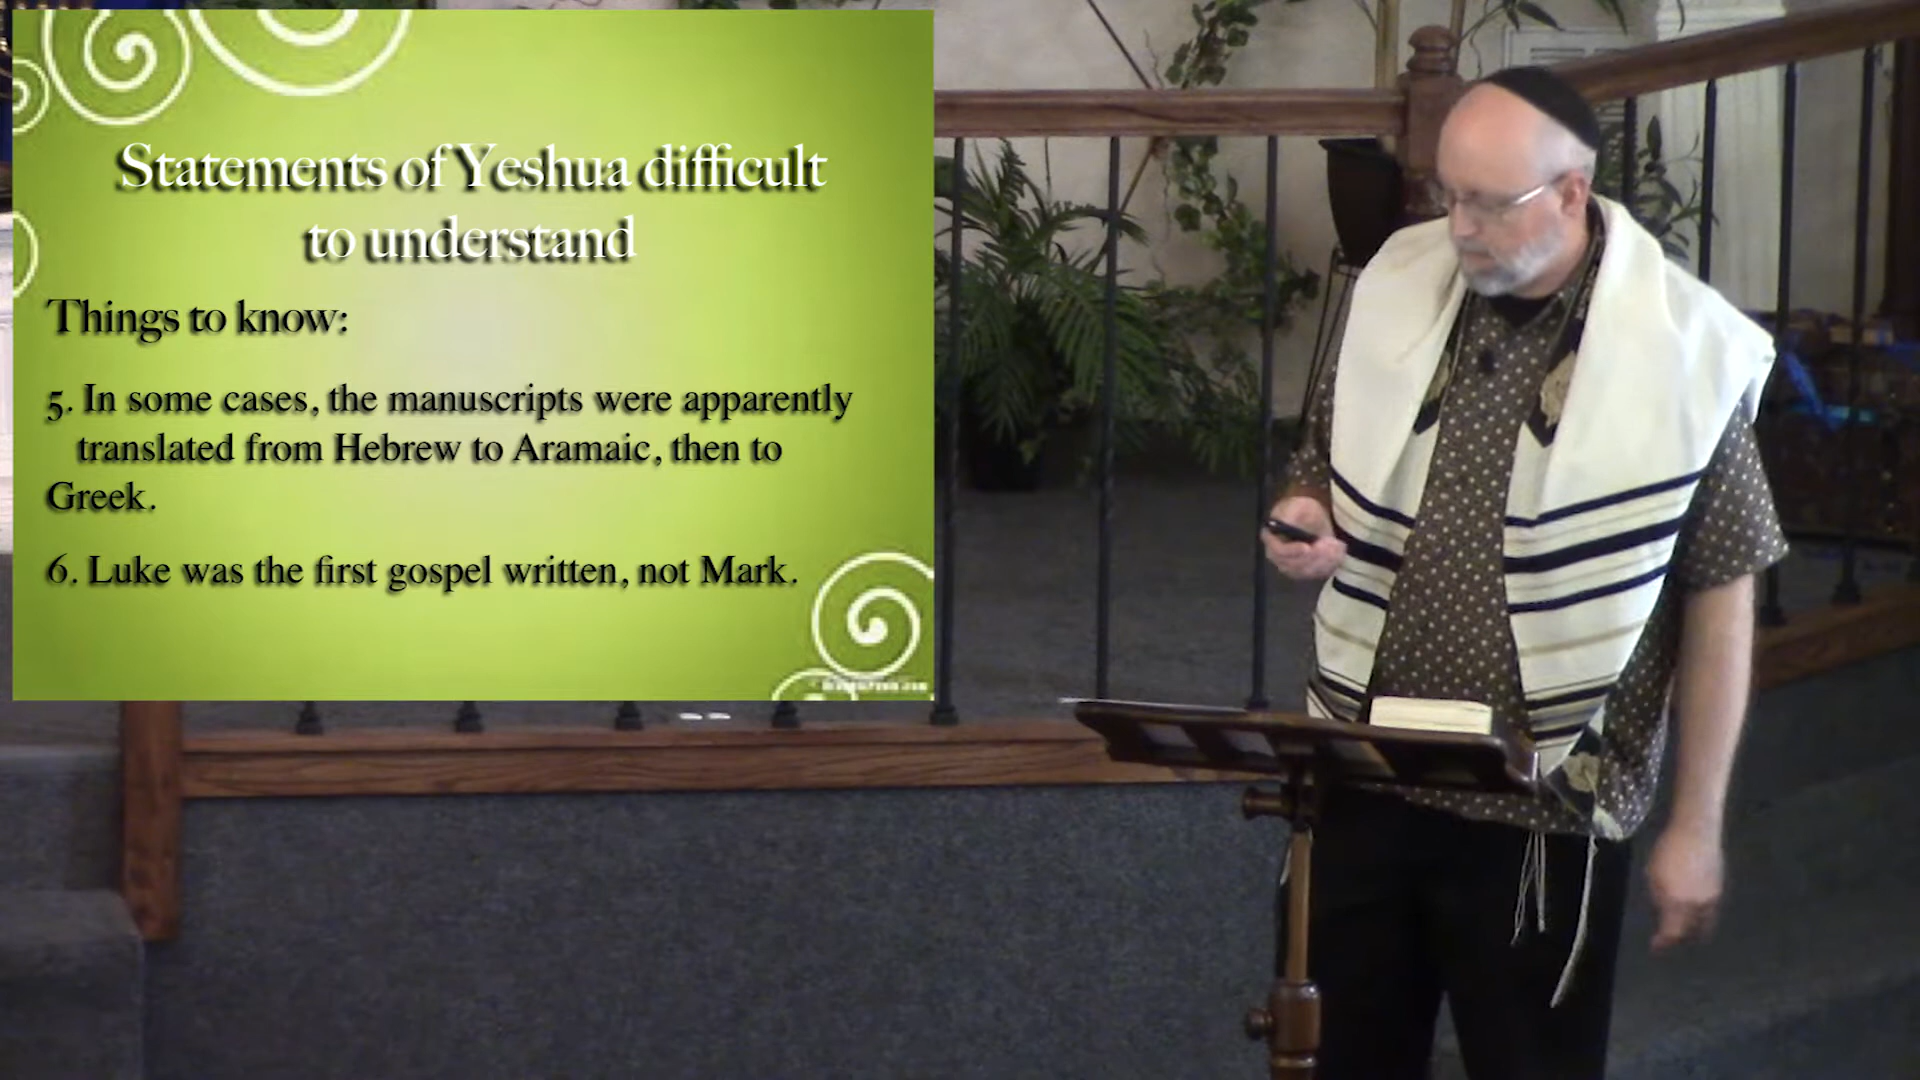 Statements of Yeshua difficult
to understand
Things to know:
5. In some cases, the manuscripts were apparently
translated from Hebrew to Aramaic, then to
Greek.
6. Luke was the first gospel written, not Mark.